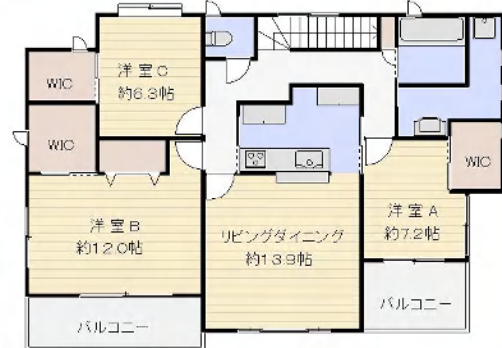 洋室C
約6.3帖
WIC
WIC
WIC
洋室B
約12.0帖
リビングダイニング
約13.9帖
洋室A
約7.2帖
バルコニー
バルコニー